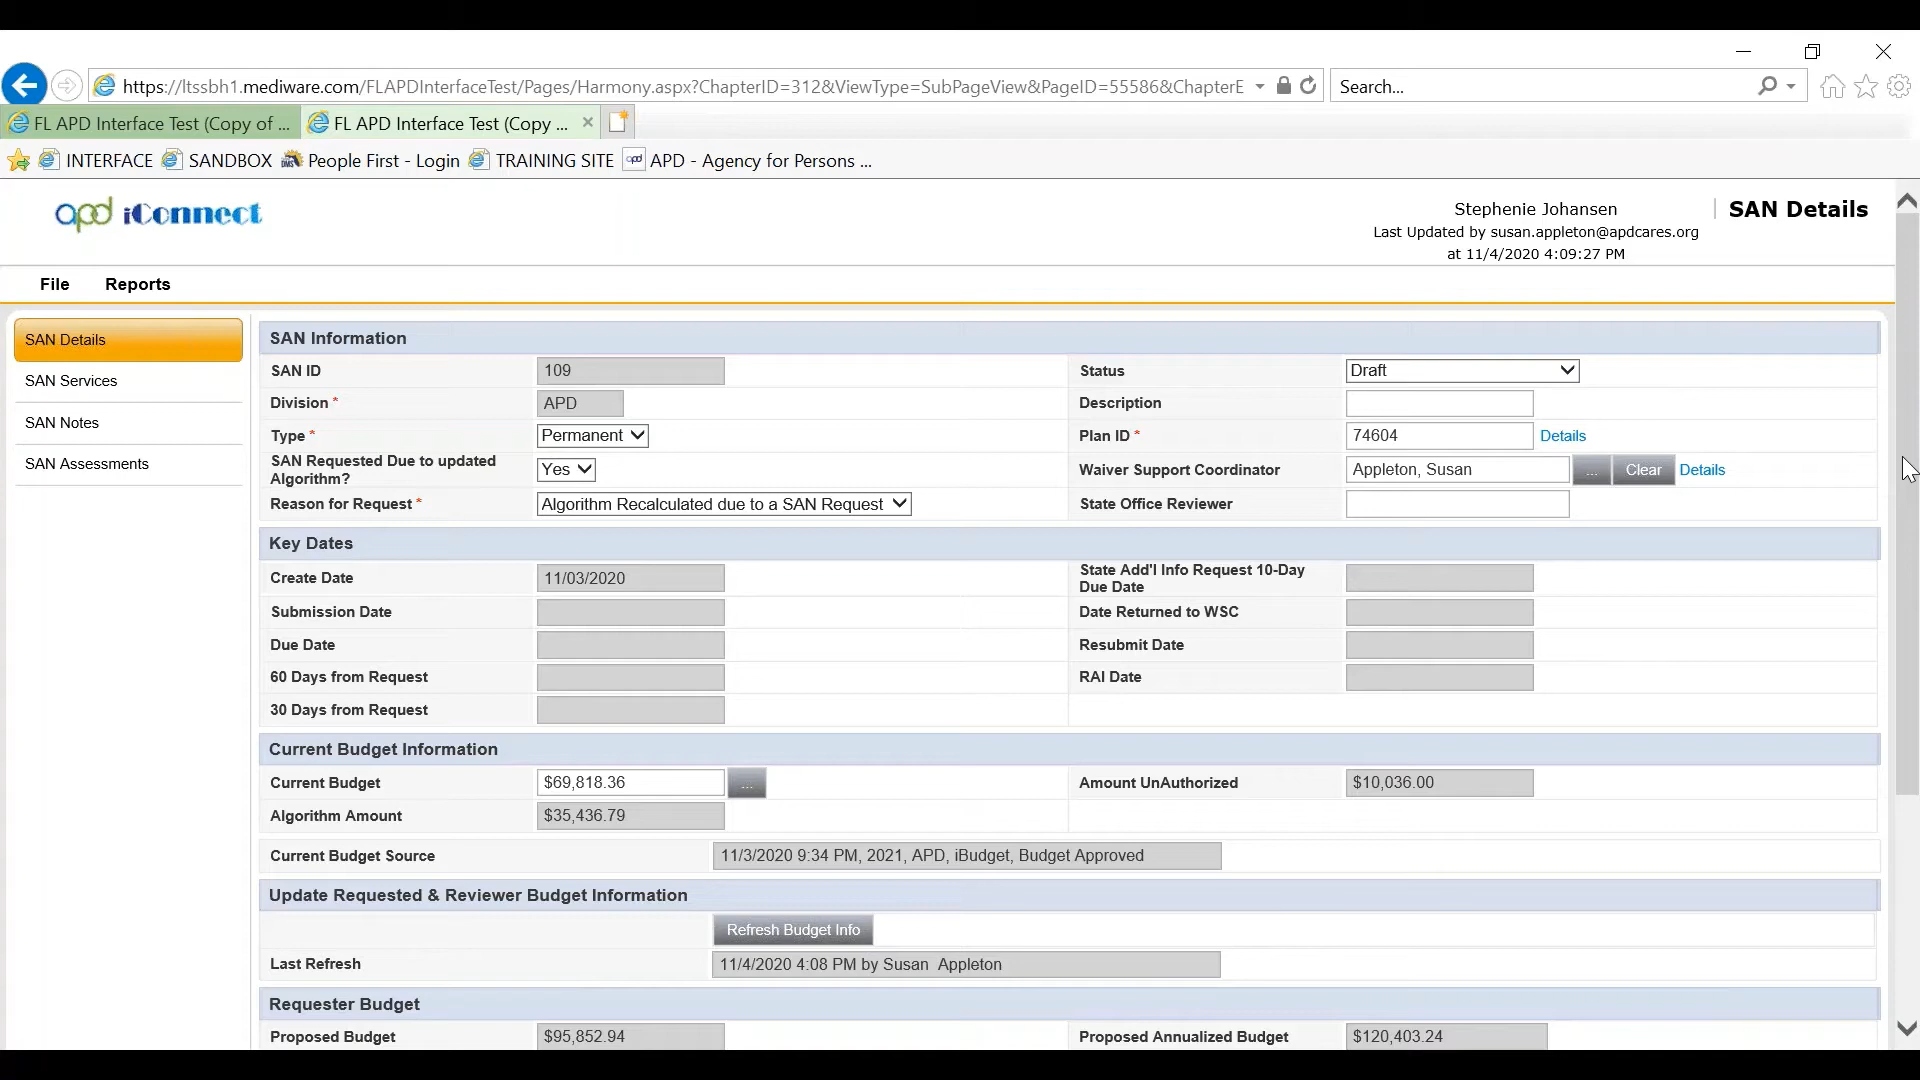 https://ltssbh1.mediware.com/FLAPDInterfaceTest/Pages/Harmony.aspx?ChapterID=312&ViewType=SubPageView&PageID=55586&ChapterE
Search...
FL APD Interface Test (Copy of ...
FL APD Interface Test (Copy ...
INTERFACE SANDBOX People First - Login TRAINING SITE apd APD - Agency for Persons ...
apd iConnect
Stephenie Johansen
Last Updated by susan.appleton@apdcares.org
at 11/4/2020 4:09:27 PM
SAN Details
File Reports
SAN Details
SAN Services
SAN Notes
SAN Assessments
SAN Information
SAN ID 109 Status Draft
Division * APD Description
Type * Permanent Plan ID * 74604 Details
SAN Requested Due to updated Algorithm? Yes Waiver Support Coordinator Appleton, Susan ... Clear Details
Reason for Request * Algorithm Recalculated due to a SAN Request State Office Reviewer
Key Dates
Create Date 11/03/2020 State Add'l Info Request 10-Day Due Date
Submission Date Date Returned to WSC
Due Date Resubmit Date
60 Days from Request RAI Date
30 Days from Request
Current Budget Information
Current Budget $69,818.36 ... Amount UnAuthorized $10,036.00
Algorithm Amount $35,436.79
Current Budget Source 11/3/2020 9:34 PM, 2021, APD, iBudget, Budget Approved
Update Requested & Reviewer Budget Information
Refresh Budget Info
Last Refresh 11/4/2020 4:08 PM by Susan Appleton
Requester Budget
Proposed Budget $95,852.94 Proposed Annualized Budget $120,403.24